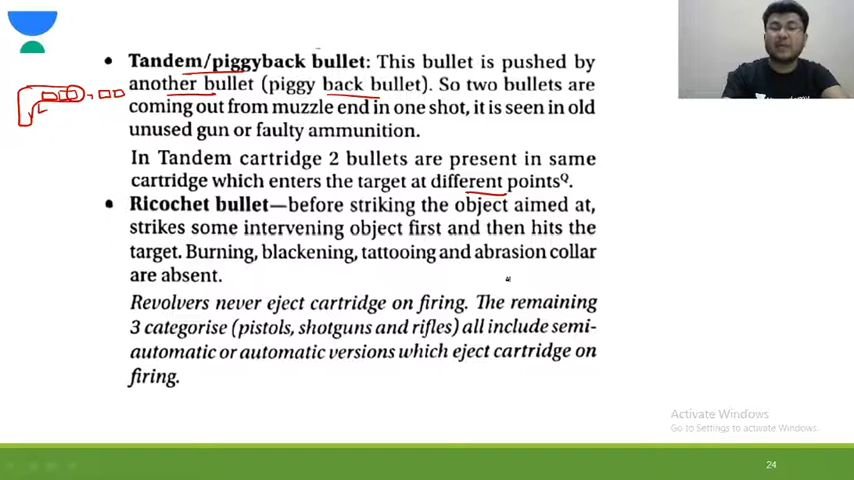 Tandem/piggyback bullet: This bullet is pushed by
another bullet (piggy back bullet). So two bullets are
coming out from muzzle end in one shot, it is seen in old
unused gun or faulty ammunition.
In Tandem cartridge 2 bullets are present in same
cartridge which enters the target at different pointsQ.
Ricochet bullet—before striking the object aimed at,
strikes some intervening object first and then hits the
target. Burning, blackening, tattooing and abrasion collar
are absent.
Revolvers never eject cartridge on firing. The remaining
3 categorise (pistols, shotguns and rifles) all include semi-
automatic or automatic versions which eject cartridge on
firing.
Activate Windows
Go to Settings to activate Windows.
24